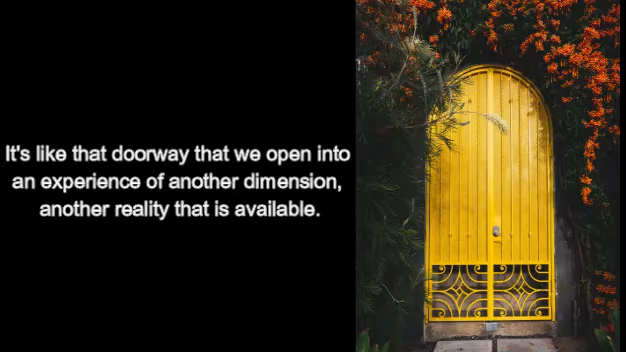 It's like that doorway that we open into
an experience of another dimension,
another reality that is available.